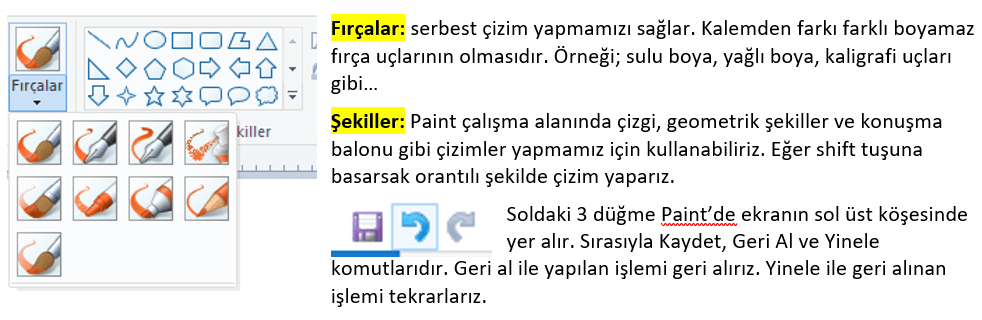 Fırçalar
killer
Fırçalar: serbest çizim yapmamızı sağlar. Kalemden farkı farklı boyamaz
fırça uçlarının olmasıdır. Örneği; sulu boya, yağlı boya, kaligrafi uçları
gibi…
Şekiller: Paint çalışma alanında çizgi, geometrik şekiller ve konuşma
balonu gibi çizimler yapmamız için kullanabiliriz. Eğer shift tuşuna
basarsak orantılı şekilde çizim yaparız.
Soldaki 3 düğme Paint’de ekranın sol üst köşesinde
yer alır. Sırasıyla Kaydet, Geri Al ve Yinele
komutlarıdır. Geri al ile yapılan işlemi geri alırız. Yinele ile geri alınan
işlemi tekrarlarız.